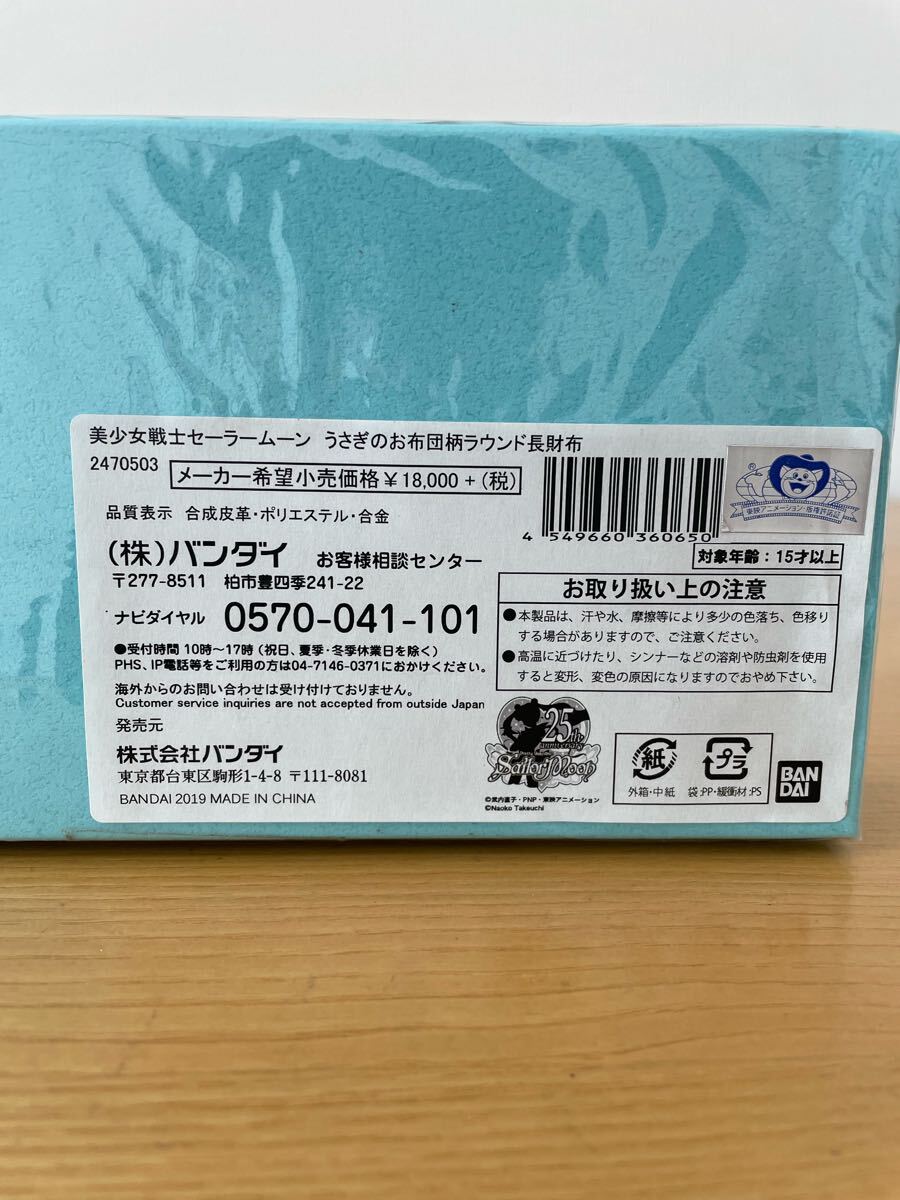 美少女戦士セーラームーン うさぎのお布団柄ラウンド長財布
2470503
メーカー希望小売価格￥18,000+(税)
品質表示 合成皮革・ポリエステル・合金
(株)バンダイ お客様相談センター
〒277-8511 柏市豊四季241-22
ナビダイヤル 0570-041-101
●受付時間 10時〜17時(祝日、夏季・冬季休業日を除く)
PHS、IP電話等をご利用の方は04-7146-0371におかけください。
海外からのお問い合わせは受け付けておりません。
Customer service inquiries are not accepted from outside Japan
発売元
株式会社バンダイ
東京都台東区駒形1-4-8 〒111-8081
BANDAI 2019 MADE IN CHINA
4 549660 360650
®
東映アニメーション・版権許諾証
対象年齢：15才以上
お取り扱い上の注意
●本製品は、汗や水、摩擦等により多少の色落ち、色移り
する場合がありますので、ご注意ください。
●高温に近づけたり、シンナーなどの溶剤や防虫剤を使用
すると変形、変色の原因になりますのでおやめ下さい。
25th
anniversary
Sailor Moon
©武内直子・PNP・東映アニメーション
©Naoko Takeuchi
紙
外箱・中紙
プラ
袋：PP・緩衝材：PS
BAN
DAI